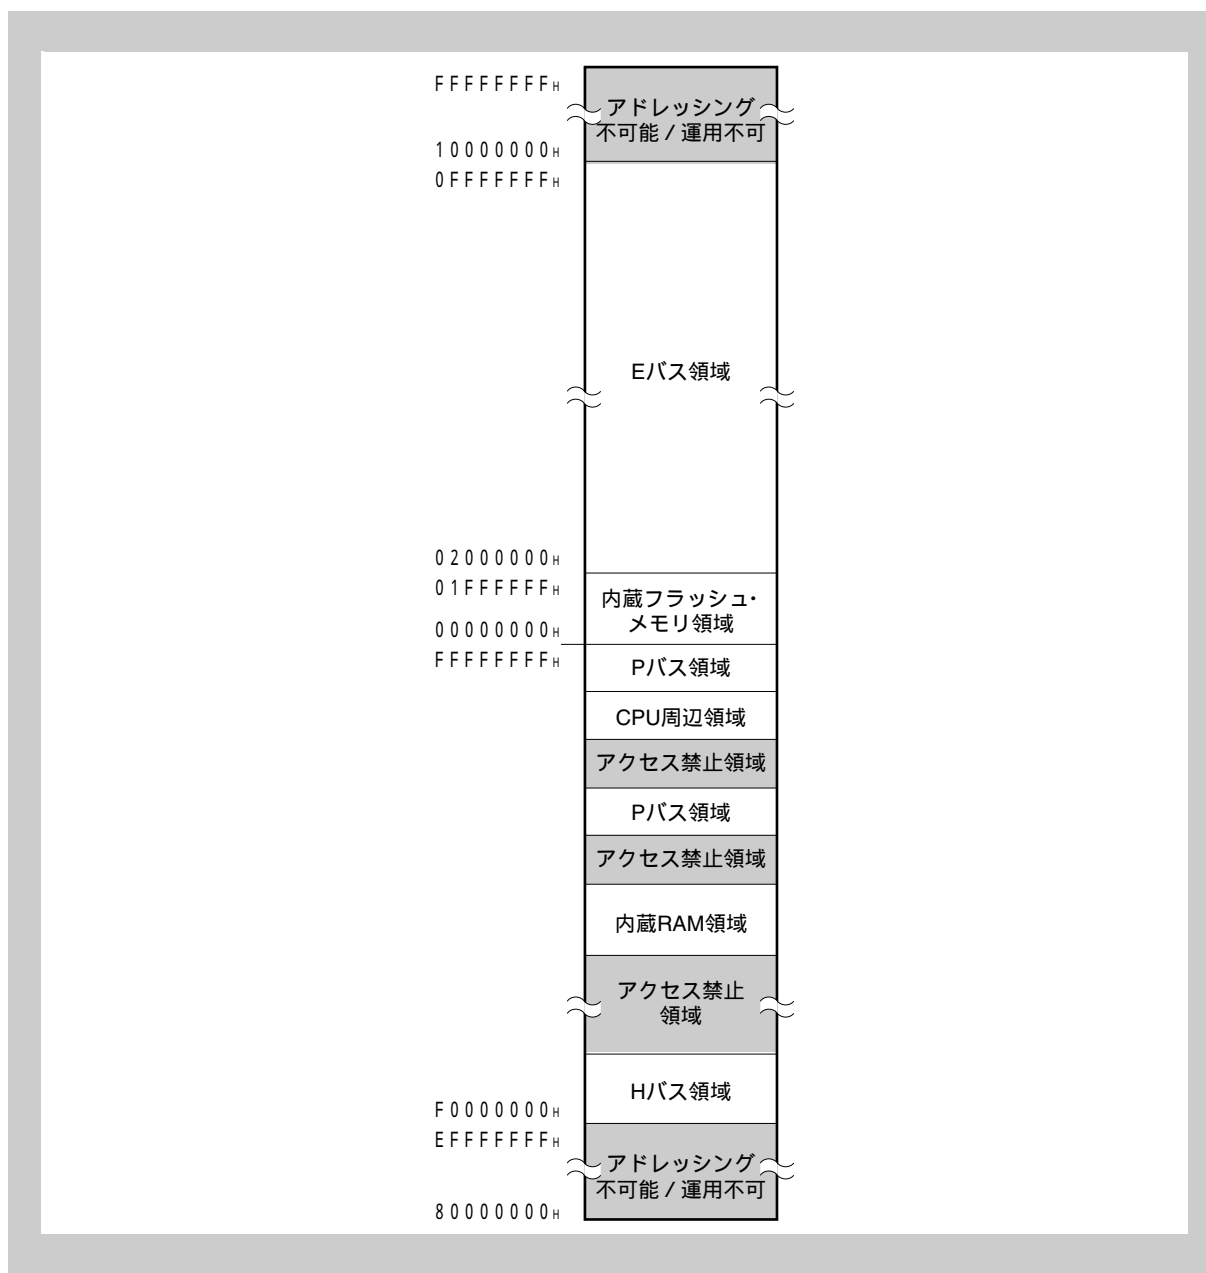 FFFFFFFFH
アドレッシング
不可能 / 運用不可
10000000H
0FFFFFFFH
Eバス領域
02000000H
01FFFFFFH
内蔵フラッシュ・
メモリ領域
00000000H
FFFFFFFFH
Pバス領域
CPU周辺領域
アクセス禁止領域
Pバス領域
アクセス禁止領域
内蔵RAM領域
アクセス禁止
領域
Hバス領域
F0000000H
EFFFFFFFH
アドレッシング
不可能 / 運用不可
80000000H